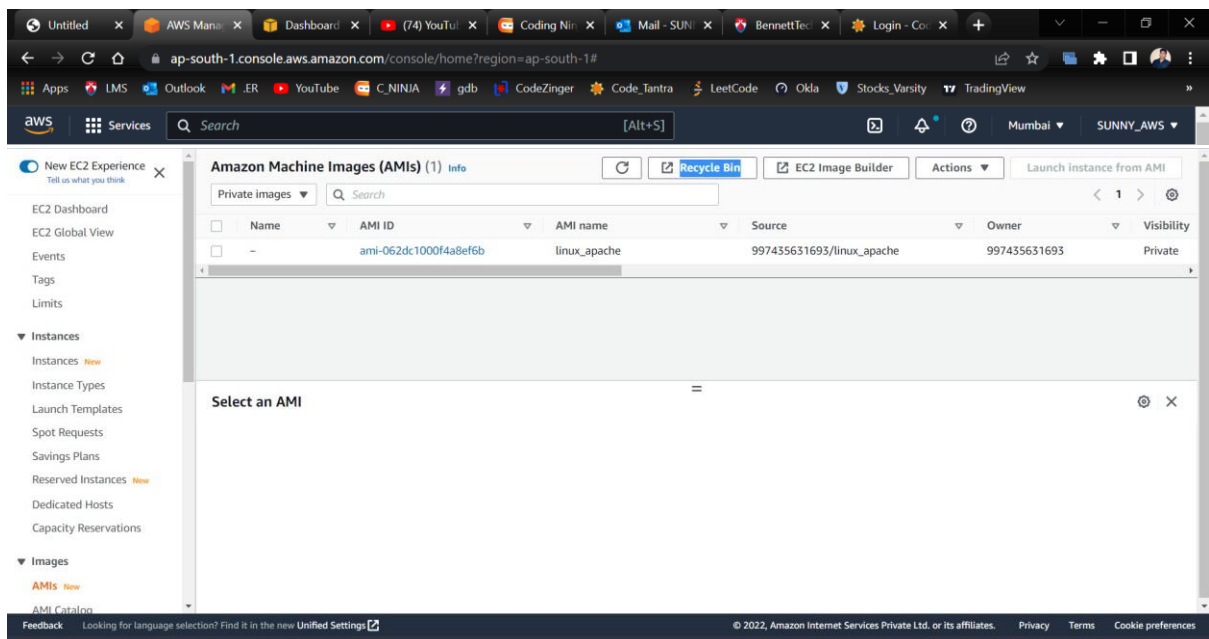 Untitled
AWS Mana
Dashboard
(74) YouTu
Coding Nin
Mail - SUN
BennettTec
Login - Co
ap-south-1.console.aws.amazon.com/console/home?region=ap-south-1#
Apps LMS Outlook .ER YouTube C_NINJA gdb CodeZinger Code_Tantra LeetCode Okla Stocks_Varsity TradingView »
aws Services Search [Alt+S] Mumbai ▼ SUNNY_AWS ▼
New EC2 Experience
Tell us what you think
EC2 Dashboard
EC2 Global View
Events
Tags
Limits
Instances
Instances New
Instance Types
Launch Templates
Spot Requests
Savings Plans
Reserved Instances New
Dedicated Hosts
Capacity Reservations
Images
AMIs New
AMI Catalog
Amazon Machine Images (AMIs) (1) Info
Recycle Bin
EC2 Image Builder
Actions ▼
Launch instance from AMI
Private images ▼ Search < 1 >
Name AMI ID AMI name Source Owner Visibility
– ami-062dc1000f4a8ef6b linux_apache 997435631693/linux_apache 997435631693 Private
Select an AMI
Feedback Looking for language selection? Find it in the new Unified Settings © 2022, Amazon Internet Services Private Ltd. or its affiliates. Privacy Terms Cookie preferences